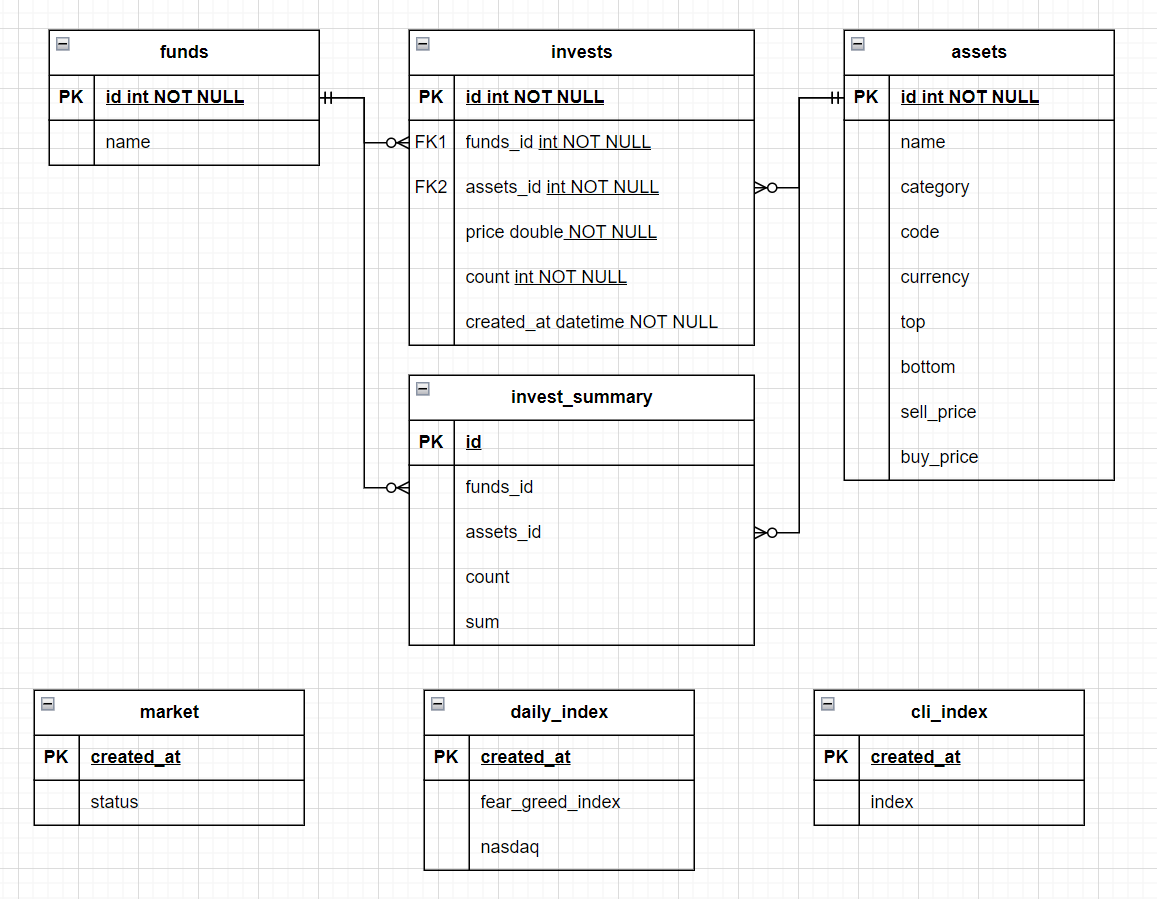 funds
PK id int NOT NULL
name
invests
PK id int NOT NULL
FK1 funds_id int NOT NULL
FK2 assets_id int NOT NULL
price double NOT NULL
count int NOT NULL
created_at datetime NOT NULL
assets
PK id int NOT NULL
name
category
code
currency
top
bottom
sell_price
buy_price
invest_summary
PK id
funds_id
assets_id
count
sum
market
PK created_at
status
daily_index
PK created_at
fear_greed_index
nasdaq
cli_index
PK created_at
index